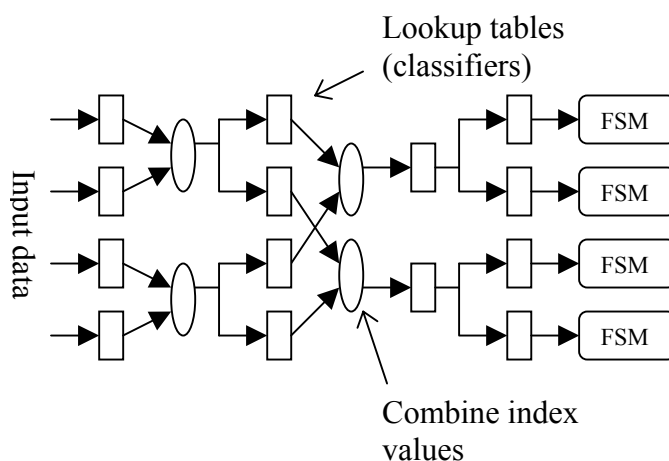 Lookup tables
(classifiers)
FSM
FSM
Input data
FSM
FSM
Combine index
values